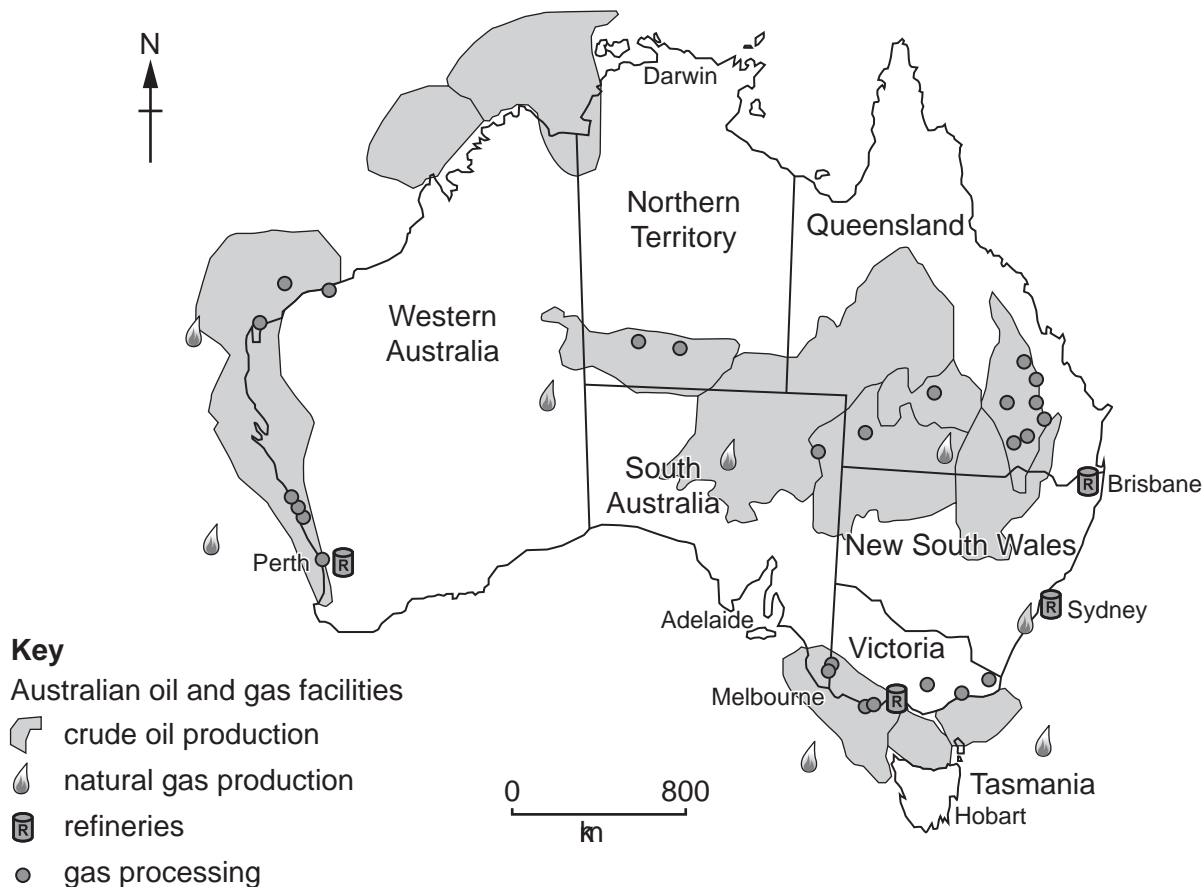 N
Darwin
Northern
Territory
Queensland
Western
Australia
South
Australia
Brisbane
New South Wales
Perth
R
R
R
Sydney
Adelaide
Victoria
Melbourne
R
Tasmania
Hobart
Key
Australian oil and gas facilities
crude oil production
natural gas production
R
refineries
gas processing
0
800
km